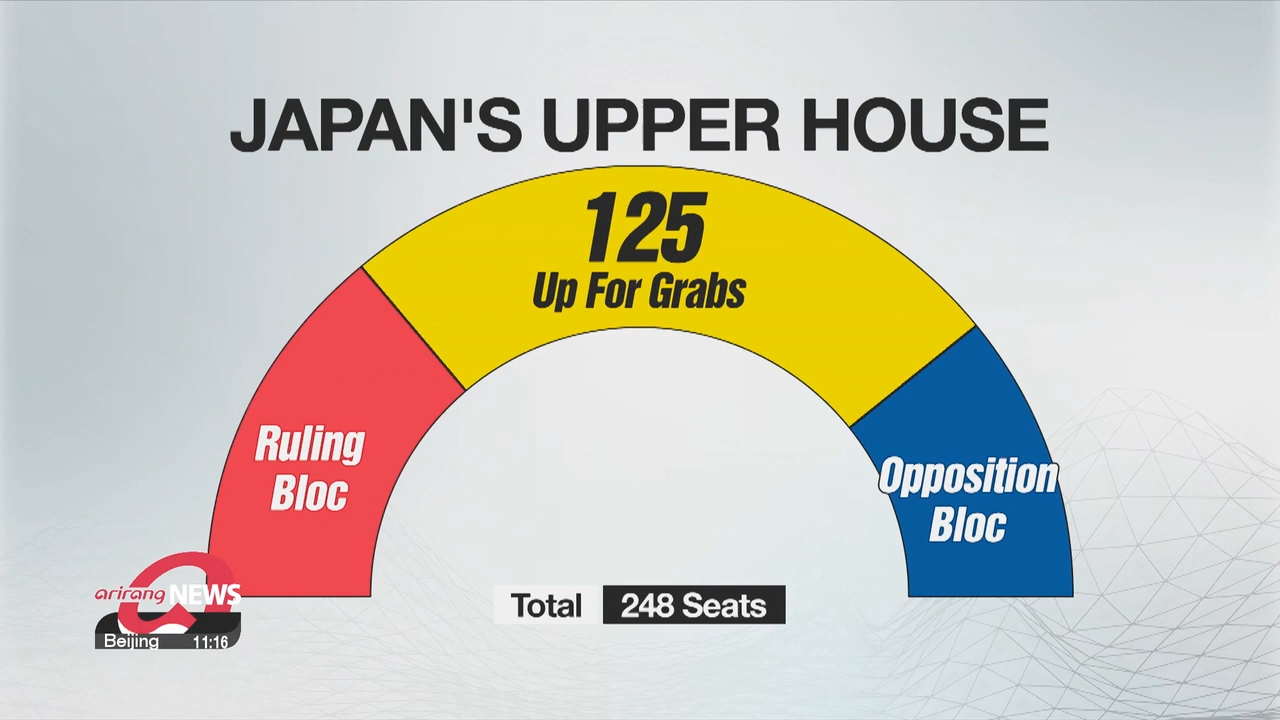 JAPAN'S UPPER HOUSE
125
Up For Grabs
Ruling
Bloc
Opposition
Bloc
Total 248 Seats
arirang NEWS
Beijing 11:16